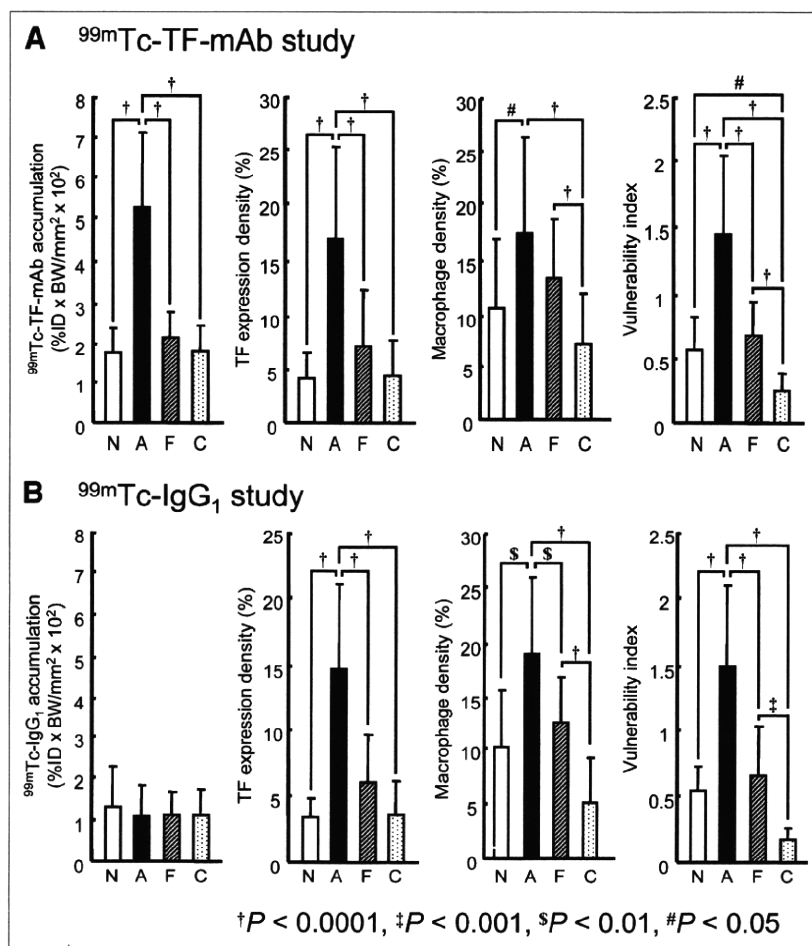 A ⁹⁹ᵐTc-TF-mAb study
⁹⁹ᵐTc-TF-mAb accumulation
(%ID x BW/mm² x 10²)
8
7
6
5
4
3
2
1
0
N A F C
† † †
TF expression density (%)
30
25
20
15
10
5
0
N A F C
† † †
Macrophage density (%)
30
25
20
15
10
5
0
N A F C
# † †
Vulnerability index
2.5
2
1.5
1
0.5
0
N A F C
# † † † †
B ⁹⁹ᵐTc-IgG₁ study
⁹⁹ᵐTc-IgG₁ accumulation
(%ID x BW/mm² x 10²)
8
7
6
5
4
3
2
1
0
N A F C
TF expression density (%)
25
20
15
10
5
0
N A F C
† † †
Macrophage density (%)
30
25
20
15
10
5
0
N A F C
$ $ † †
Vulnerability index
2.5
2
1.5
1
0.5
0
N A F C
† † † ‡
†P < 0.0001, ‡P < 0.001, $P < 0.01, #P < 0.05